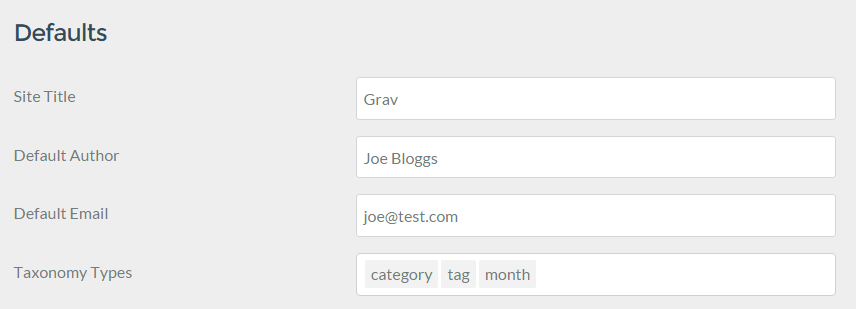 Defaults
Site Title Grav
Default Author Joe Bloggs
Default Email joe@test.com
Taxonomy Types category tag month